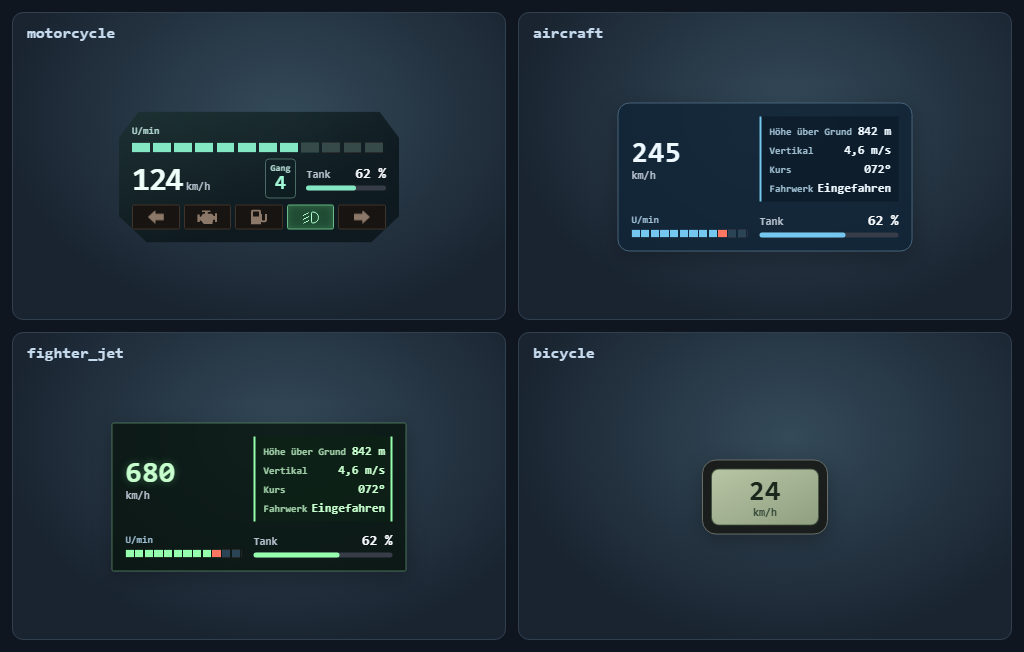 motorcycle
U/min
124 km/h
Gang
4
Tank 62 %
aircraft
245
km/h
Höhe über Grund 842 m
Vertikal 4,6 m/s
Kurs 072°
Fahrwerk Eingefahren
U/min
Tank 62 %
fighter_jet
680
km/h
Höhe über Grund 842 m
Vertikal 4,6 m/s
Kurs 072°
Fahrwerk Eingefahren
U/min
Tank 62 %
bicycle
24
km/h